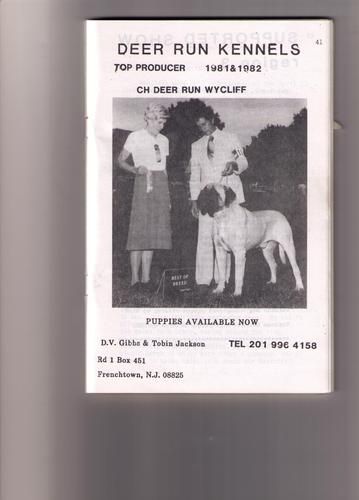 41
DEER RUN KENNELS
TOP PRODUCER 1981&1982
CH DEER RUN WYCLIFF
BEST OF
BREED
PUPPIES AVAILABLE NOW
D.V. Gibbs & Tobin Jackson TEL 201 996 4158
Rd 1 Box 451
Frenchtown, N.J. 08825